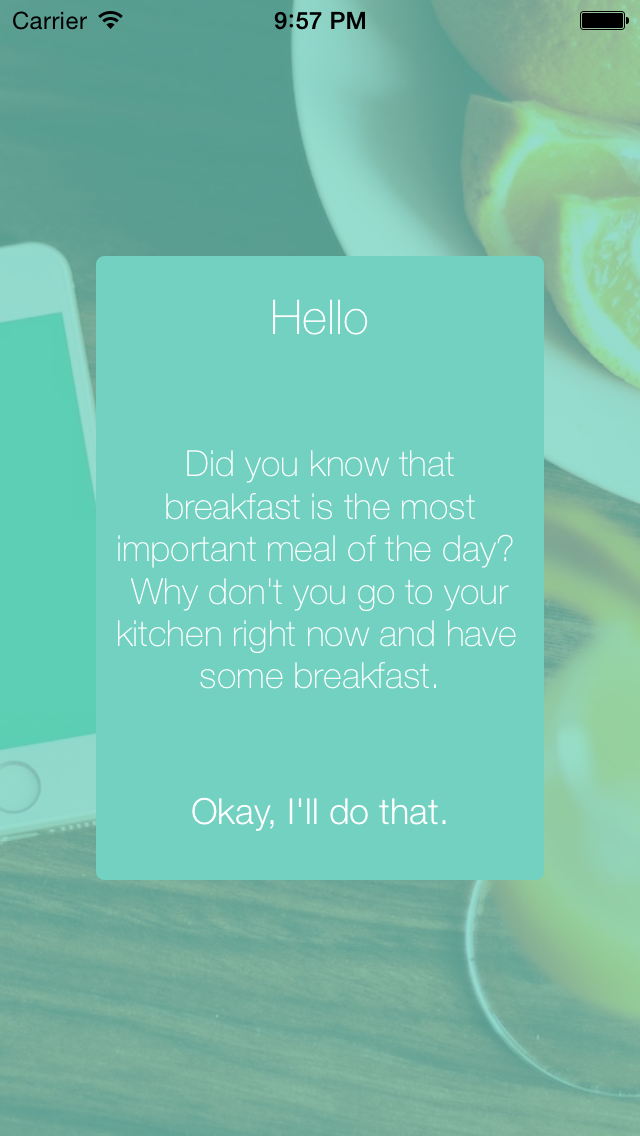 Carrier 9:57 PM
Hello
Did you know that
breakfast is the most
important meal of the day?
Why don't you go to your
kitchen right now and have
some breakfast.
Okay, I'll do that.